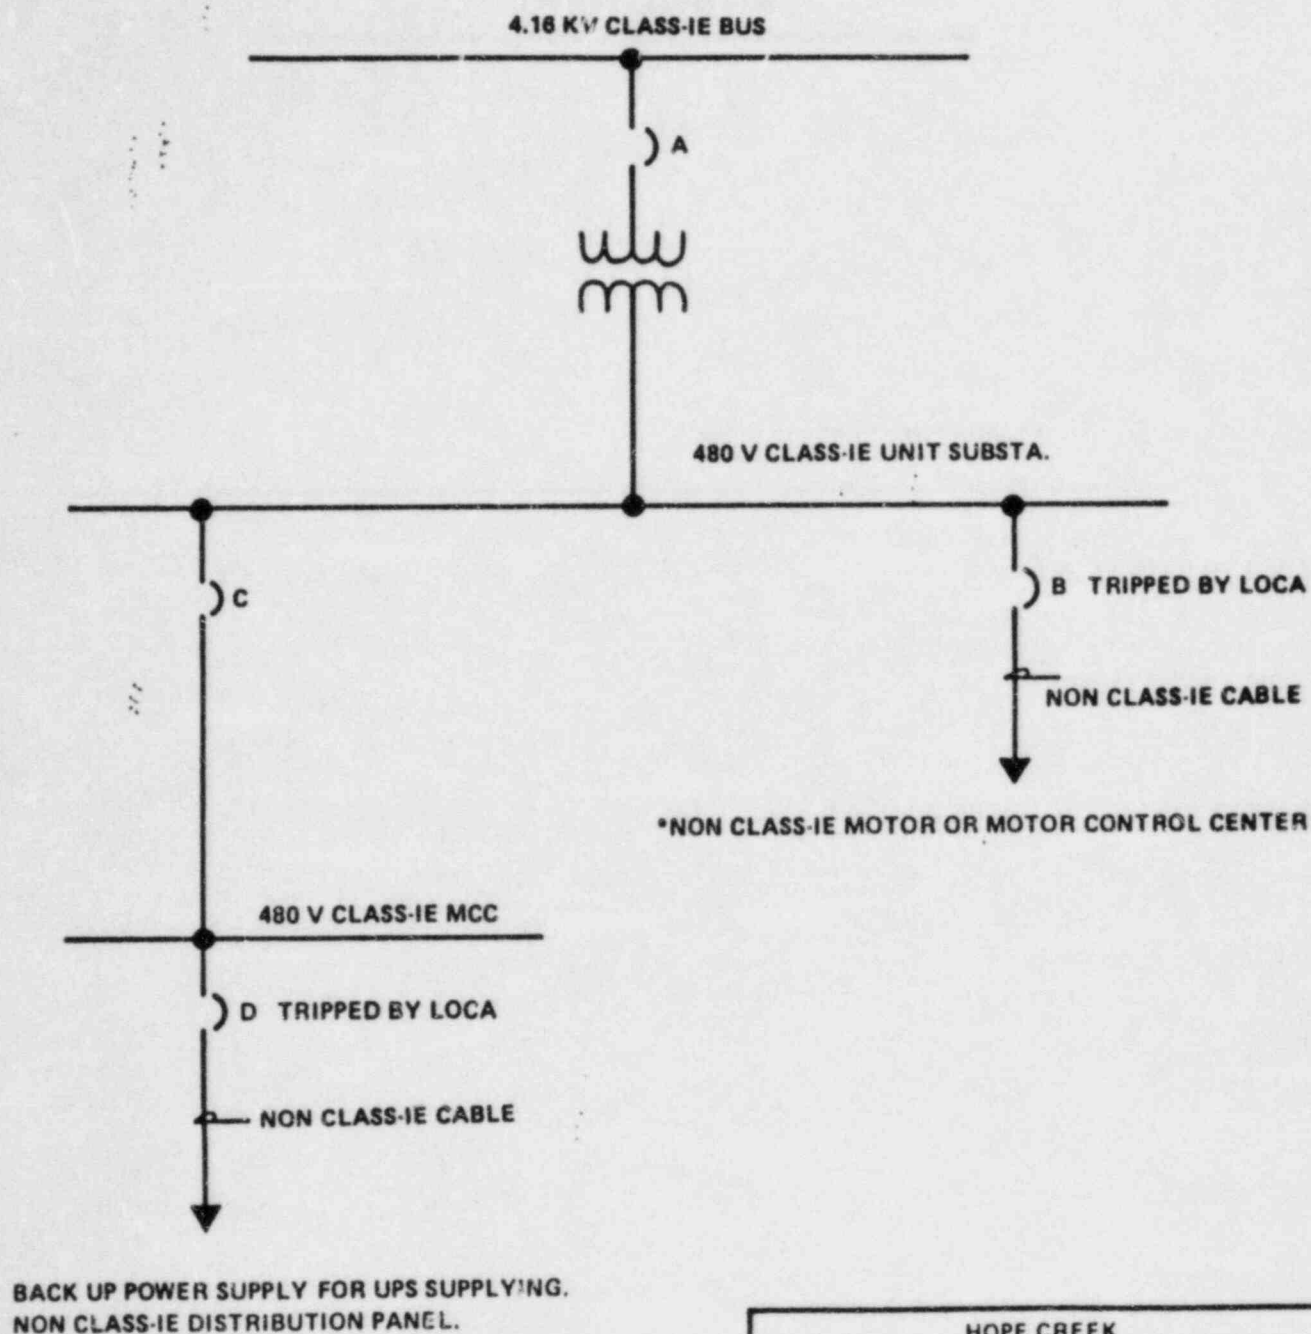 4.16 KV CLASS-IE BUS
A
480 V CLASS-IE UNIT SUBSTA.
C
B TRIPPED BY LOCA
NON CLASS-IE CABLE
*NON CLASS-IE MOTOR OR MOTOR CONTROL CENTER
480 V CLASS-IE MCC
D TRIPPED BY LOCA
NON CLASS-IE CABLE
BACK UP POWER SUPPLY FOR UPS SUPPLYING.
NON CLASS-IE DISTRIBUTION PANEL.
HOPE CREEK